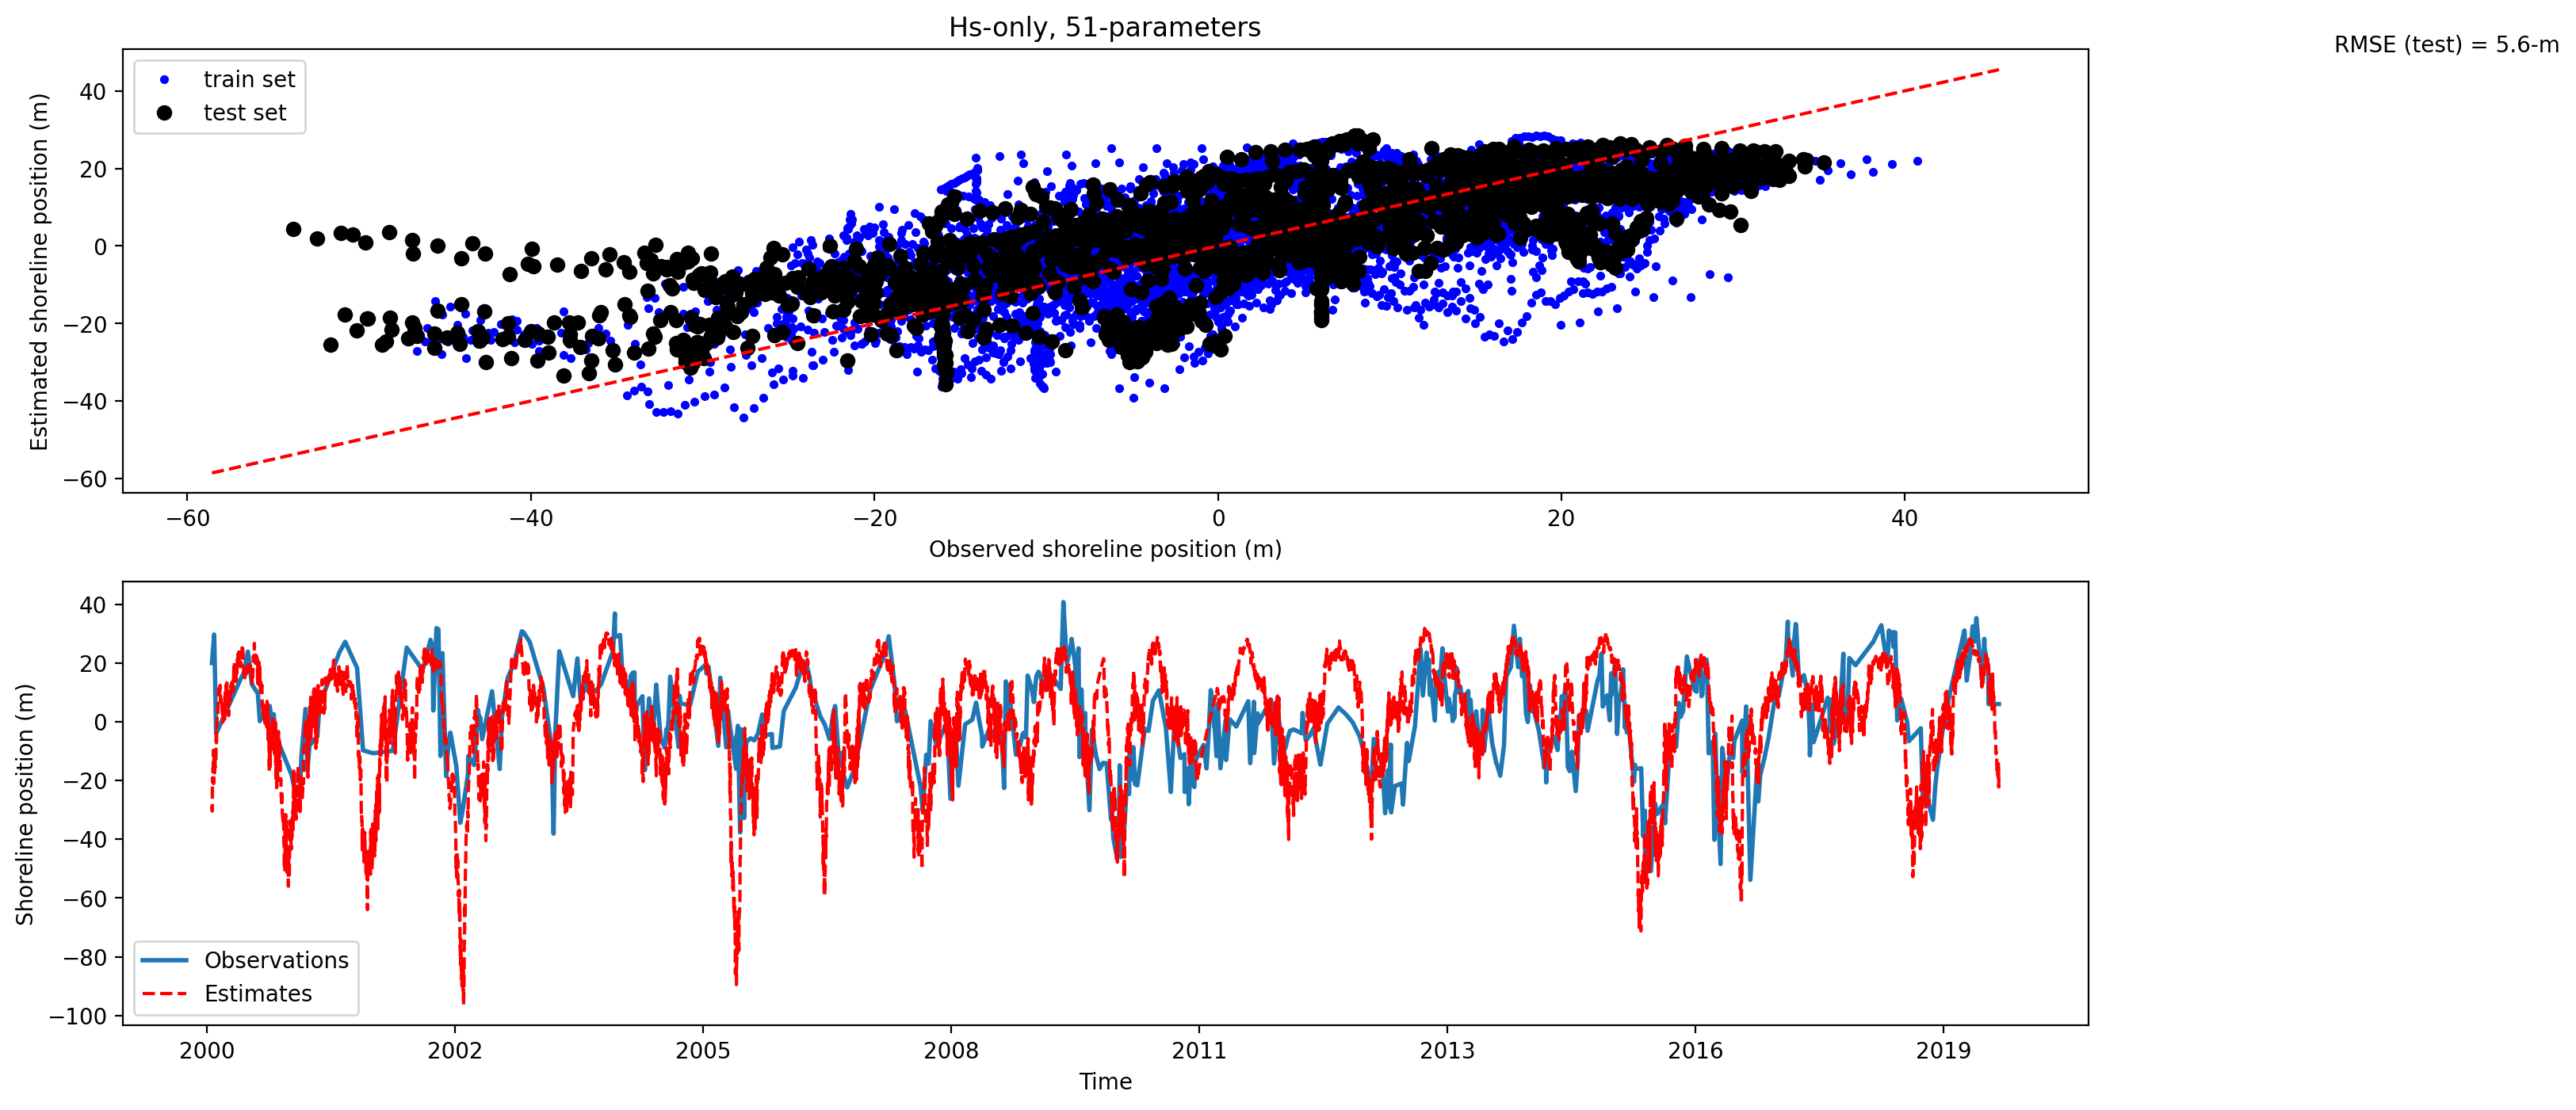 Hs-only, 51-parameters
RMSE (test) = 5.6-m
train set
test set
Estimated shoreline position (m)
40
20
0
−20
−40
−60
−60
−40
−20
0
20
40
Observed shoreline position (m)
Shoreline position (m)
40
20
0
−20
−40
−60
−80
−100
Observations
Estimates
2000
2002
2005
2008
2011
2013
2016
2019
Time